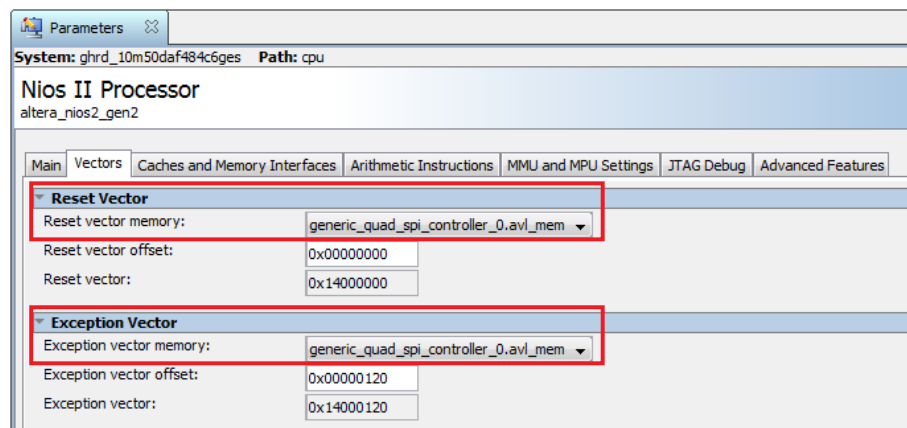 Parameters
System: ghrd_10m50daf484c6ges Path: cpu
Nios II Processor
altera_nios2_gen2
Main Vectors Caches and Memory Interfaces Arithmetic Instructions MMU and MPU Settings JTAG Debug Advanced Features
Reset Vector
Reset vector memory: generic_quad_spi_controller_0.avl_mem
Reset vector offset: 0x00000000
Reset vector: 0x14000000
Exception Vector
Exception vector memory: generic_quad_spi_controller_0.avl_mem
Exception vector offset: 0x00000120
Exception vector: 0x14000120